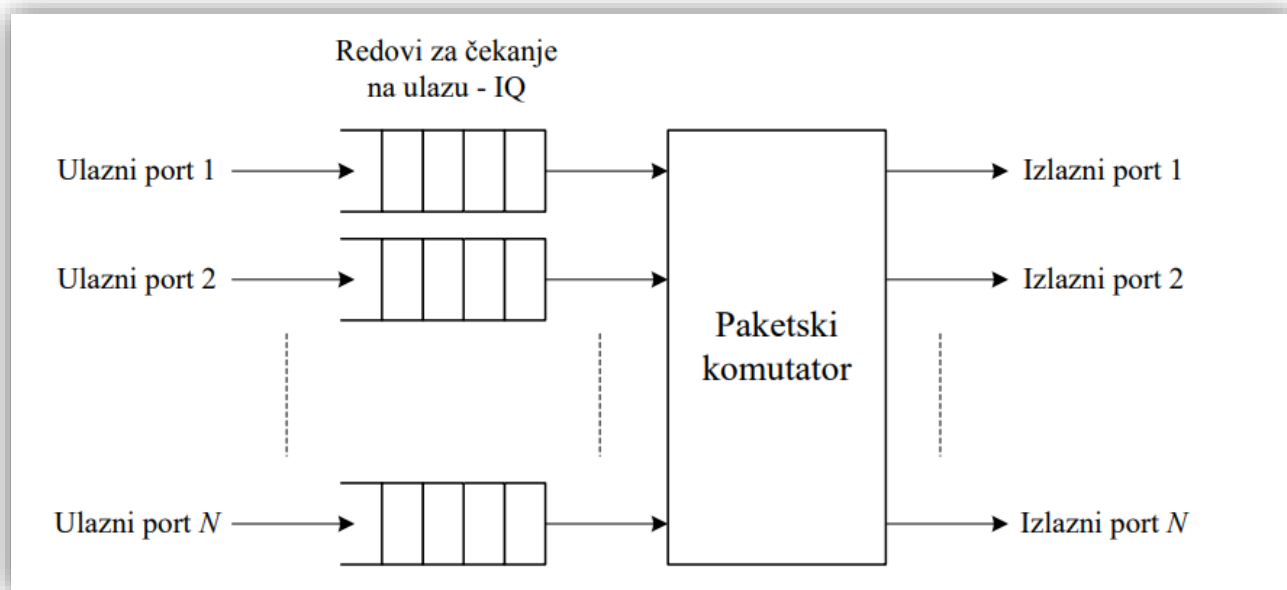 Redovi za čekanje
na ulazu - IQ
Ulazni port 1
Izlazni port 1
Ulazni port 2
Izlazni port 2
Paketski
komutator
Ulazni port N
Izlazni port N